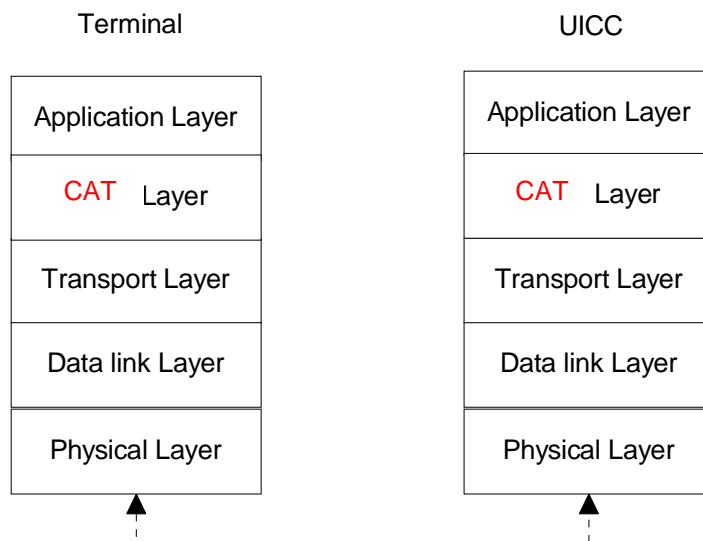 Terminal
UICC
Application Layer
Application Layer
CAT Layer
CAT Layer
Transport Layer
Transport Layer
Data link Layer
Data link Layer
Physical Layer
Physical Layer